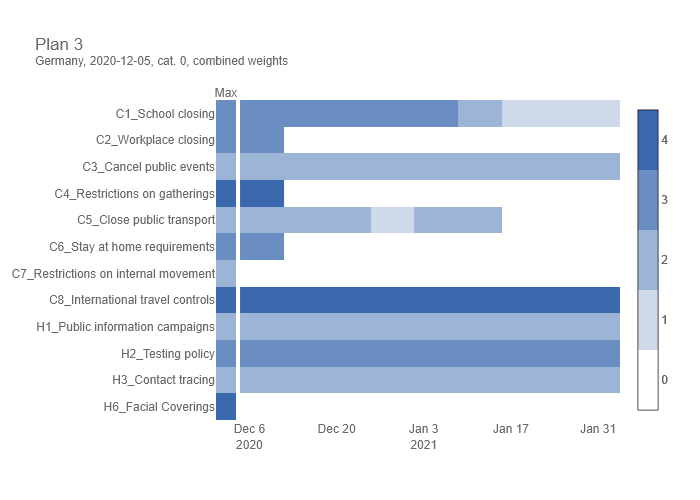 Plan 3
Germany, 2020-12-05, cat. 0, combined weights
Max
C1_School closing
C2_Workplace closing
C3_Cancel public events
C4_Restrictions on gatherings
C5_Close public transport
C6_Stay at home requirements
C7_Restrictions on internal movement
C8_International travel controls
H1_Public information campaigns
H2_Testing policy
H3_Contact tracing
H6_Facial Coverings
Dec 6 Dec 20 Jan 3 Jan 17 Jan 31
2020 2021
4
3
2
1
0